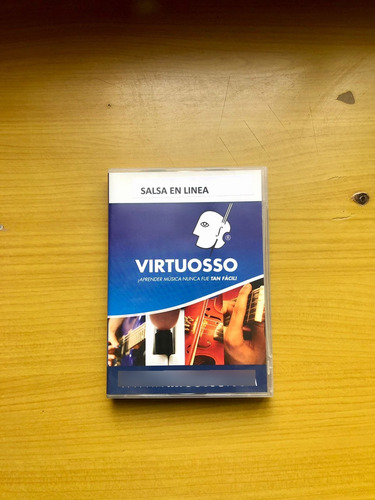 SALSA EN LINEA
®
VIRTUOSSO
¡APRENDER MÚSICA NUNCA FUE TAN FÁCIL!